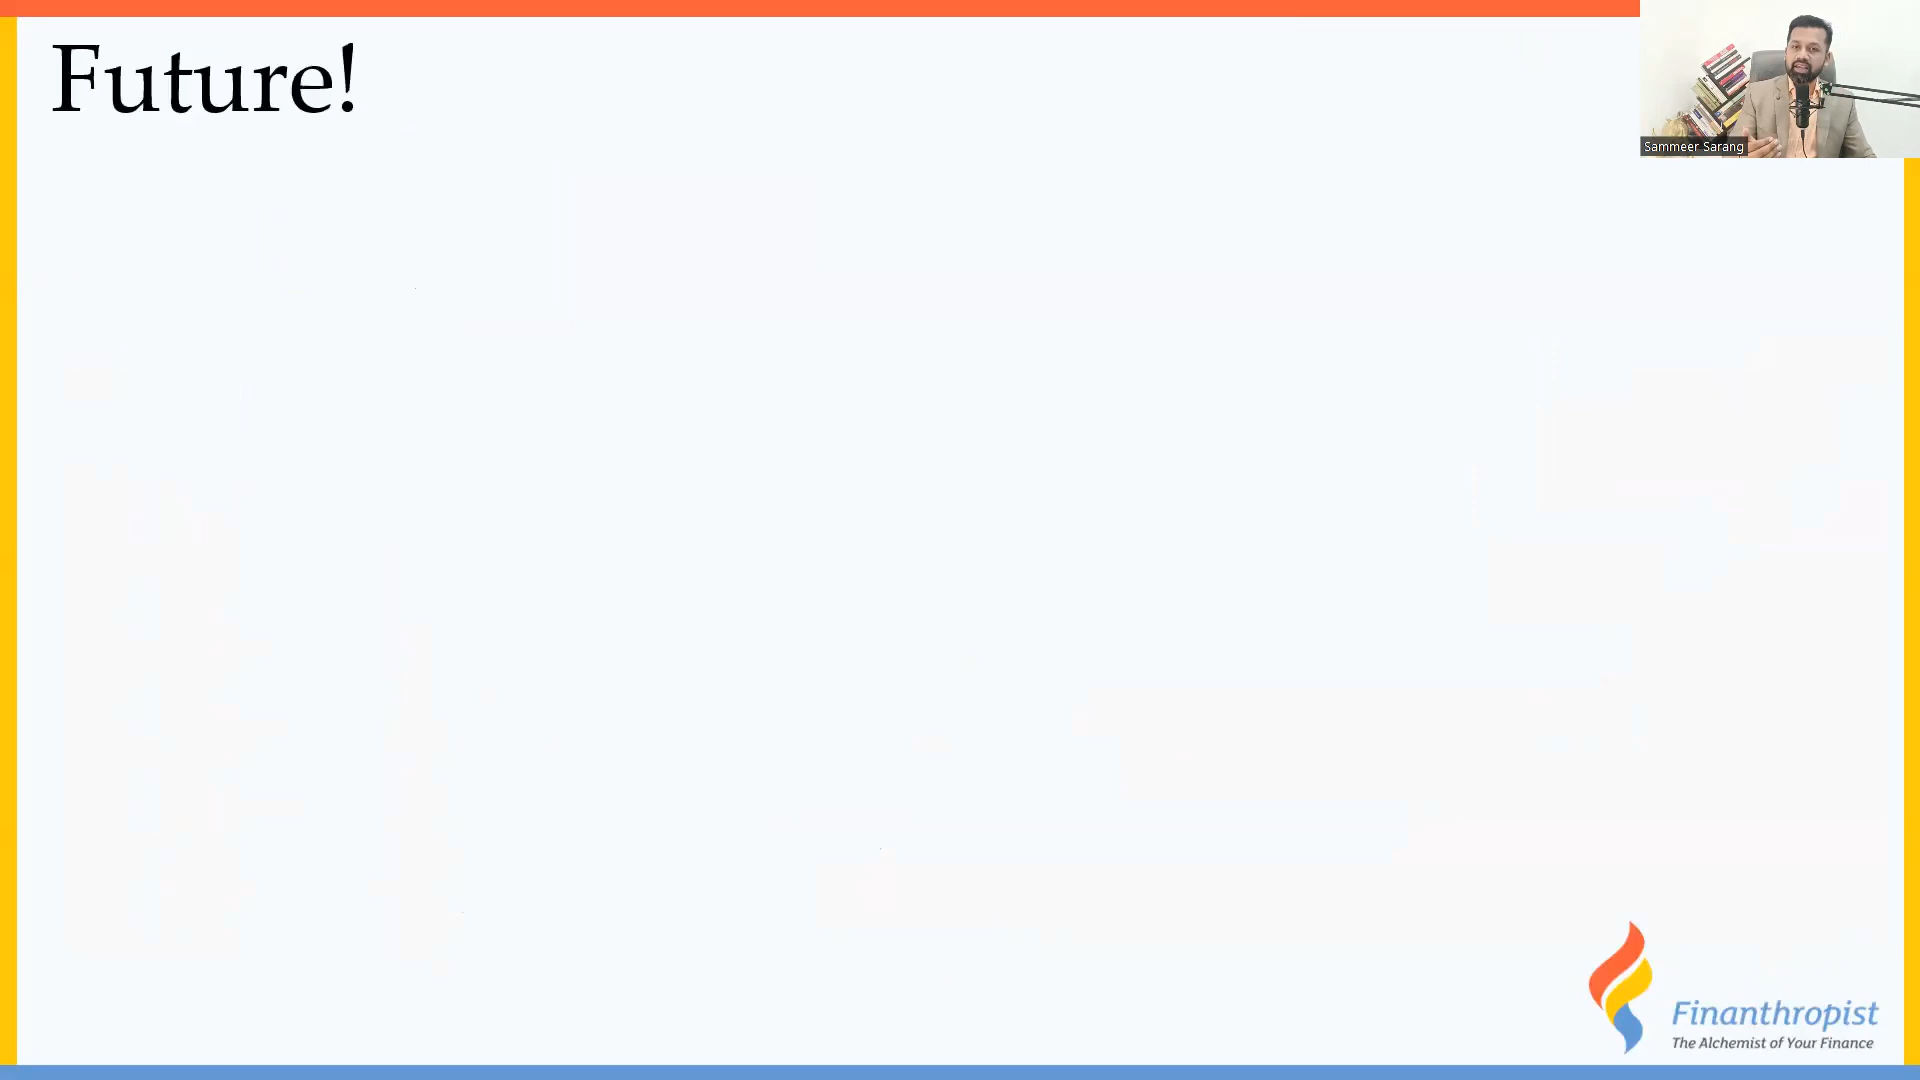 Future!
Sammeer Sarang
Finanthropist
The Alchemist of Your Finance